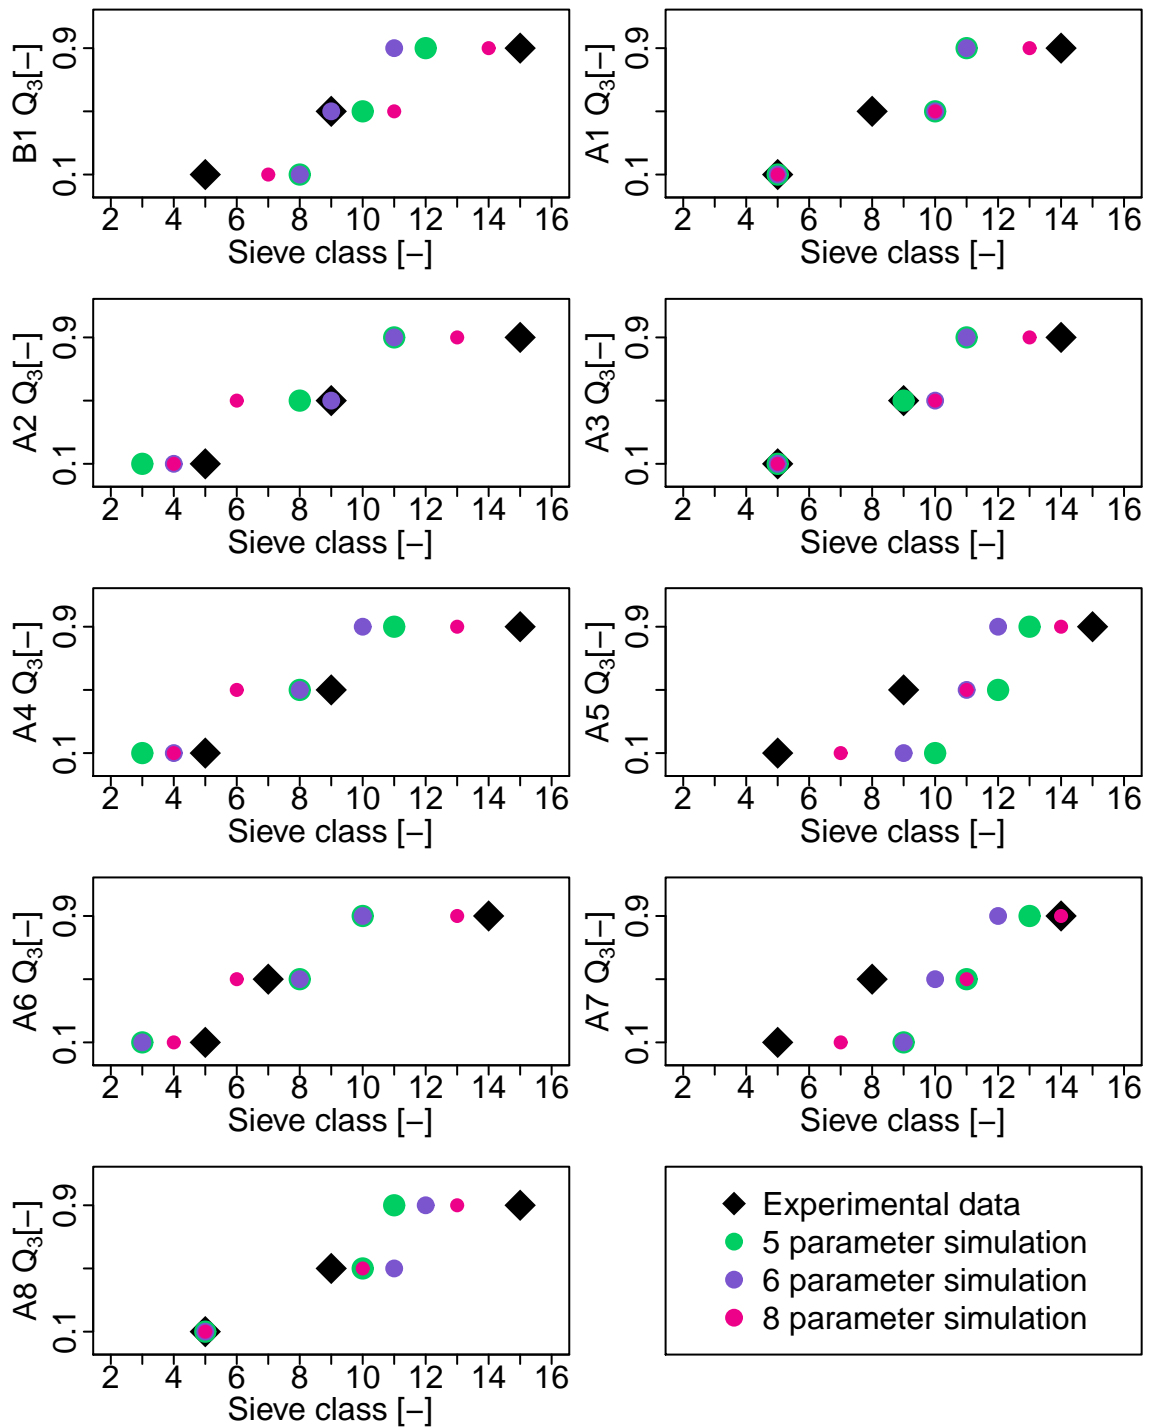 B1 Q3[−]
0.9
0.1
2 4 6 8 10 12 14 16
Sieve class [−]
A1 Q3[−]
0.9
0.1
2 4 6 8 10 12 14 16
Sieve class [−]
A2 Q3[−]
0.9
0.1
2 4 6 8 10 12 14 16
Sieve class [−]
A3 Q3[−]
0.9
0.1
2 4 6 8 10 12 14 16
Sieve class [−]
A4 Q3[−]
0.9
0.1
2 4 6 8 10 12 14 16
Sieve class [−]
A5 Q3[−]
0.9
0.1
2 4 6 8 10 12 14 16
Sieve class [−]
A6 Q3[−]
0.9
0.1
2 4 6 8 10 12 14 16
Sieve class [−]
A7 Q3[−]
0.9
0.1
2 4 6 8 10 12 14 16
Sieve class [−]
A8 Q3[−]
0.9
0.1
2 4 6 8 10 12 14 16
Sieve class [−]
Experimental data
5 parameter simulation
6 parameter simulation
8 parameter simulation